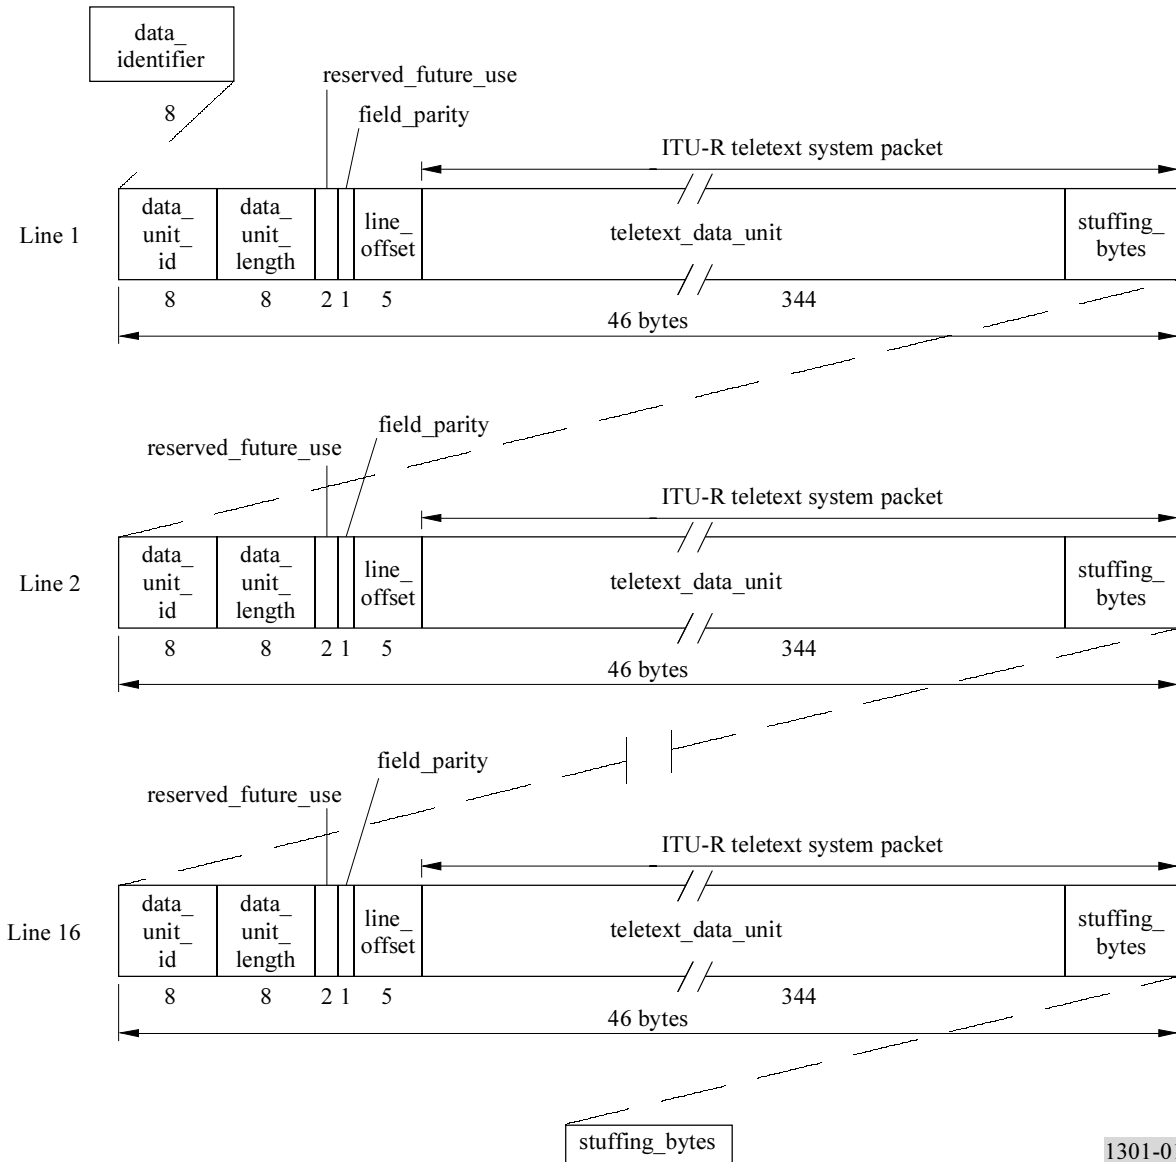 data_
identifier
8
reserved_future_use
field_parity
ITU-R teletext system packet
Line 1
data_
unit_
id
data_
unit_
length
line_
offset
teletext_data_unit
stuffing_
bytes
8 8 2 1 5 344
46 bytes
field_parity
reserved_future_use
ITU-R teletext system packet
Line 2
data_
unit_
id
data_
unit_
length
line_
offset
teletext_data_unit
stuffing_
bytes
8 8 2 1 5 344
46 bytes
field_parity
reserved_future_use
ITU-R teletext system packet
Line 16
data_
unit_
id
data_
unit_
length
line_
offset
teletext_data_unit
stuffing_
bytes
8 8 2 1 5 344
46 bytes
stuffing_bytes